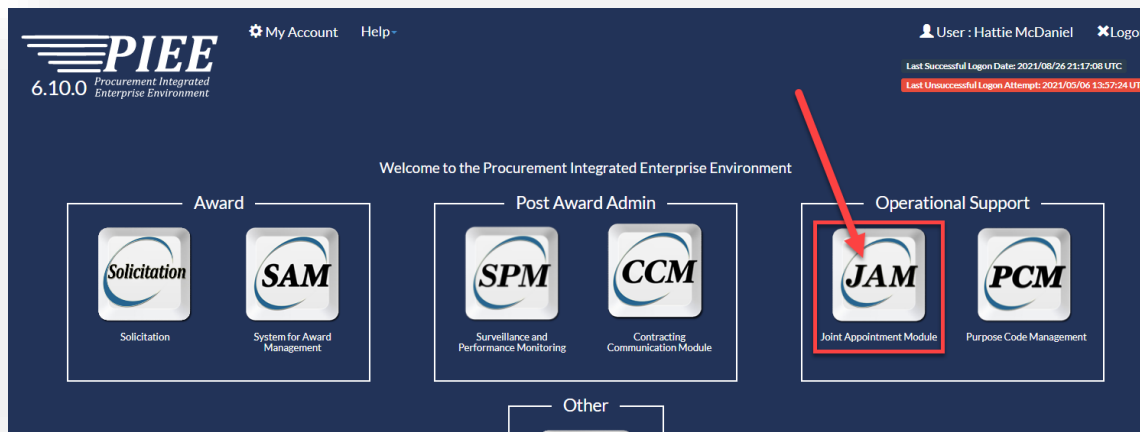 My Account Help
User : Hattie McDaniel Logo
PIEE
6.10.0 Procurement Integrated
Enterprise Environment
Last Successful Logon Date: 2021/08/26 21:17:08 UTC
Last Unsuccessful Logon Attempt: 2021/05/06 13:57:24 UT
Welcome to the Procurement Integrated Enterprise Environment
Award
Solicitation
Solicitation
SAM
System for Award
Management
Post Award Admin
SPM
Surveillance and
Performance Monitoring
CCM
Contracting
Communication Module
Operational Support
JAM
Joint Appointment Module
PCM
Purpose Code Management
Other